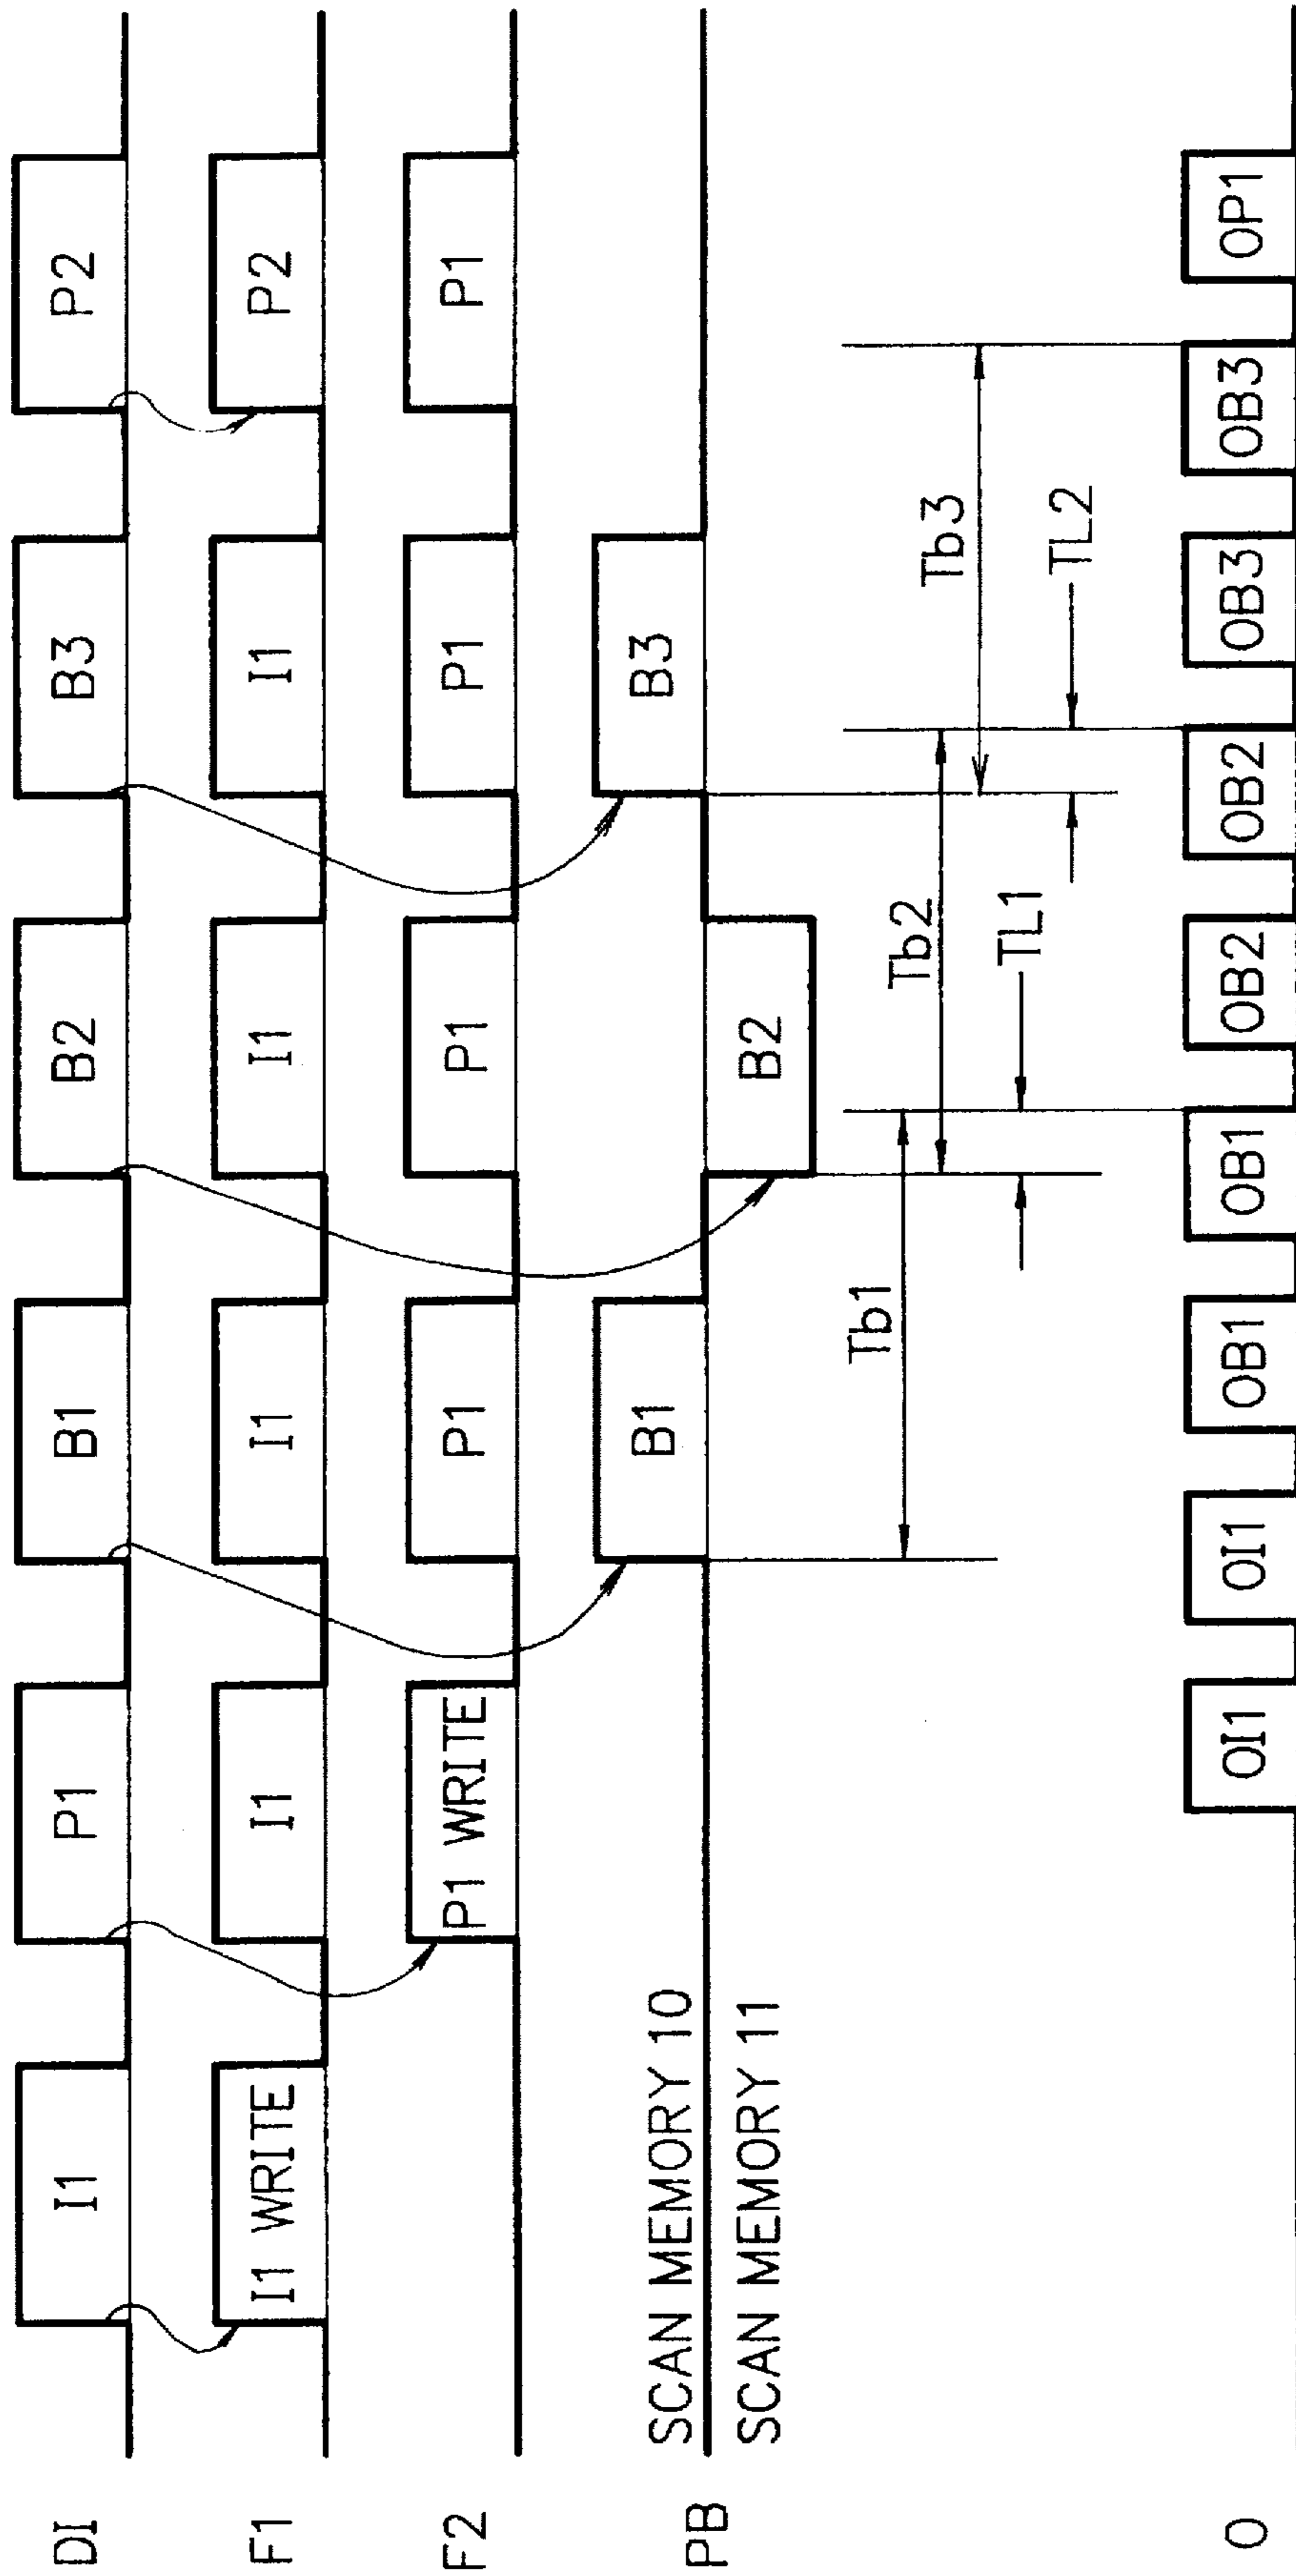 DI I1 P1 B1 B2 B3 P2
F1 I1 WRITE I1 I1 I1 I1 P2
F2 P1 WRITE P1 P1 P1 P1
SCAN MEMORY 10 B1 B3
PB
SCAN MEMORY 11 B2
Tb1 Tb2 Tb3
TL1 TL2
O OI1 OI1 OB1 OB1 OB2 OB2 OB3 OB3 OP1